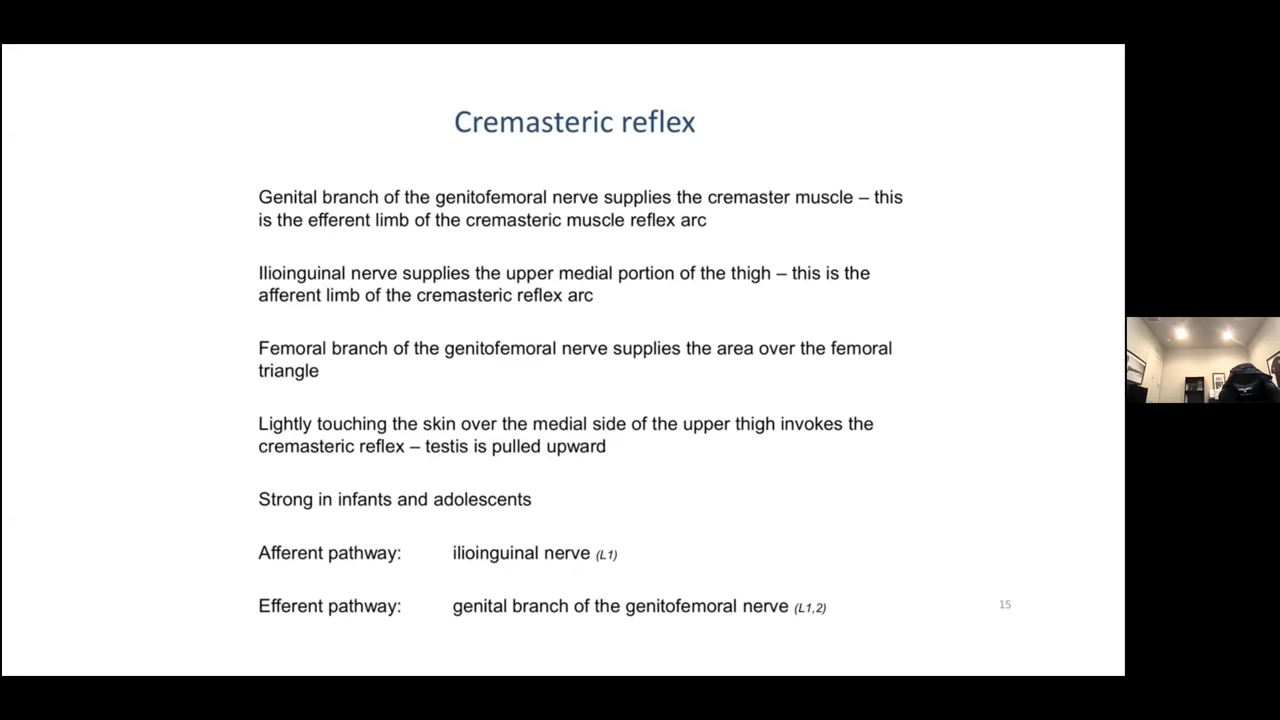 Cremasteric reflex
Genital branch of the genitofemoral nerve supplies the cremaster muscle – this
is the efferent limb of the cremasteric muscle reflex arc
Ilioinguinal nerve supplies the upper medial portion of the thigh – this is the
afferent limb of the cremasteric reflex arc
Femoral branch of the genitofemoral nerve supplies the area over the femoral
triangle
Lightly touching the skin over the medial side of the upper thigh invokes the
cremasteric reflex – testis is pulled upward
Strong in infants and adolescents
Afferent pathway: ilioinguinal nerve (L1)
Efferent pathway: genital branch of the genitofemoral nerve (L1,2)
15